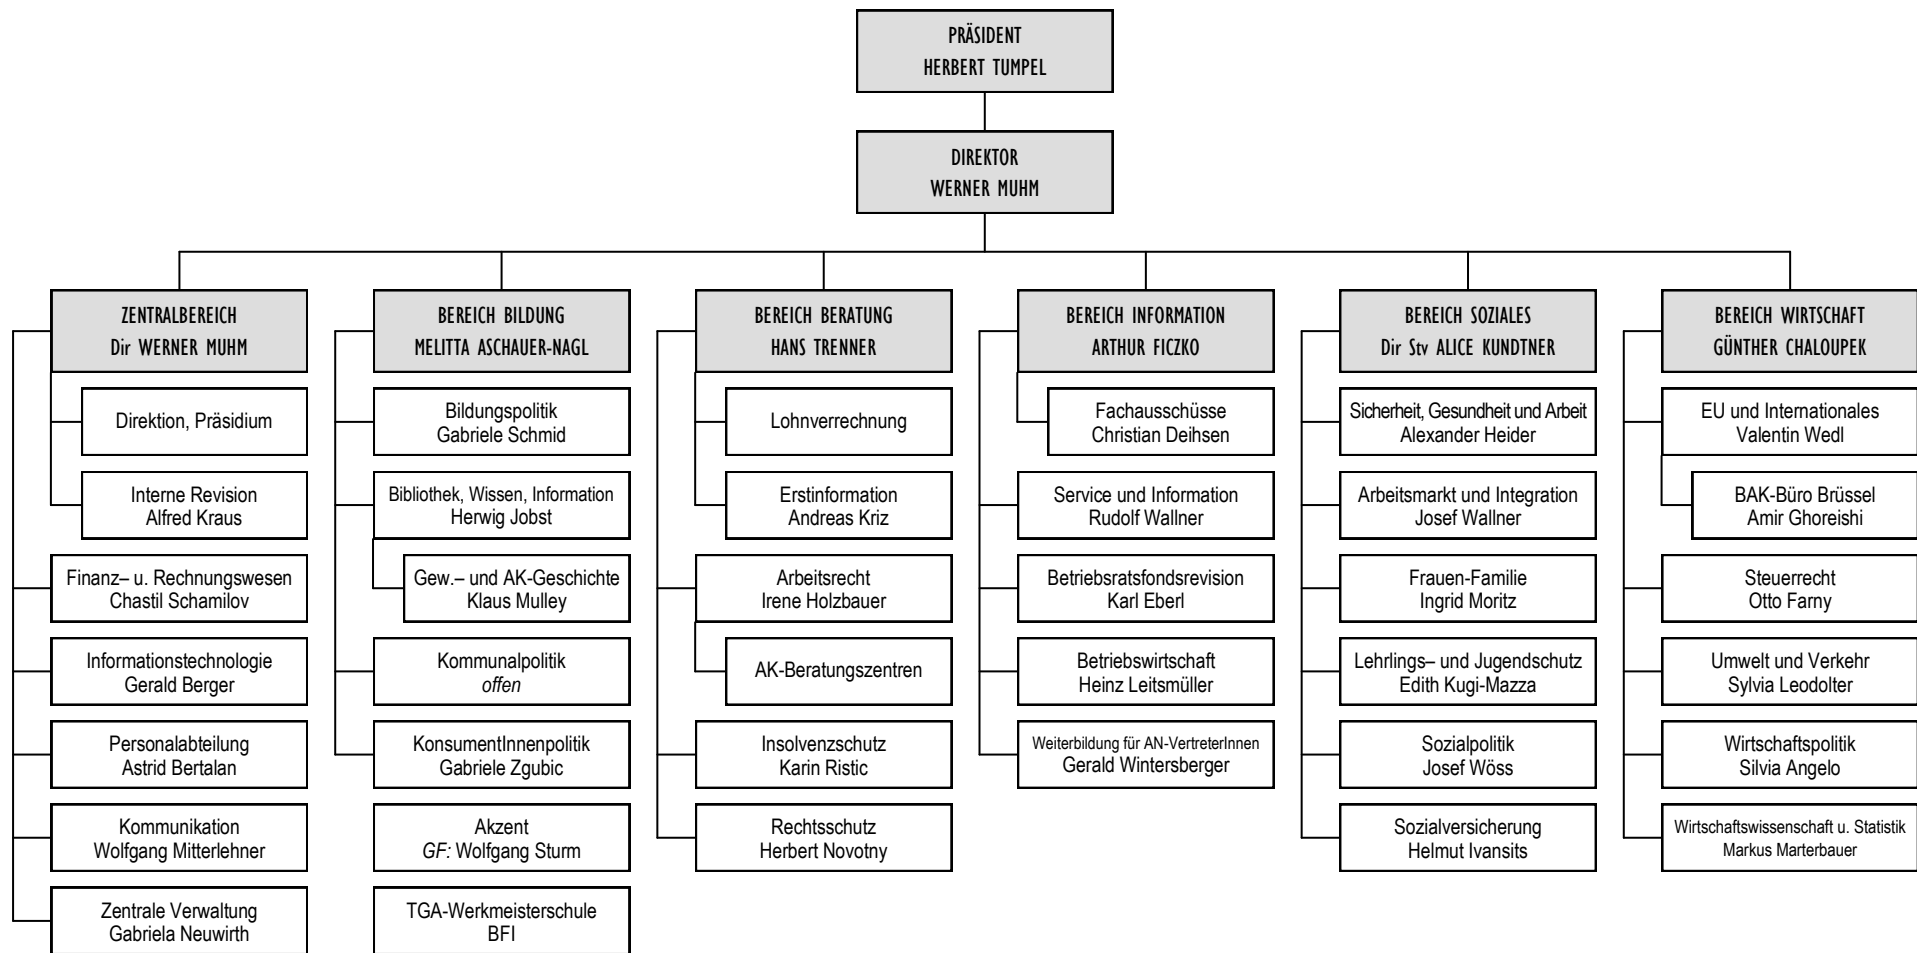 PRÄSIDENT
HERBERT TUMPEL
DIREKTOR
WERNER MUHM
ZENTRALBEREICH
Dir WERNER MUHM
Direktion, Präsidium
Interne Revision
Alfred Kraus
Finanz– u. Rechnungswesen
Chastil Schamilov
Informationstechnologie
Gerald Berger
Personalabteilung
Astrid Bertalan
Kommunikation
Wolfgang Mitterlehner
Zentrale Verwaltung
Gabriela Neuwirth
BEREICH BILDUNG
MELITTA ASCHAUER-NAGL
Bildungspolitik
Gabriele Schmid
Bibliothek, Wissen, Information
Herwig Jobst
Gew.– und AK-Geschichte
Klaus Mulley
Kommunalpolitik
offen
KonsumentInnenpolitik
Gabriele Zgubic
Akzent
GF: Wolfgang Sturm
TGA-Werkmeisterschule
BFI
BEREICH BERATUNG
HANS TRENNER
Lohnverrechnung
Erstinformation
Andreas Kriz
Arbeitsrecht
Irene Holzbauer
AK-Beratungszentren
Insolvenzschutz
Karin Ristic
Rechtsschutz
Herbert Novotny
BEREICH INFORMATION
ARTHUR FICZKO
Fachausschüsse
Christian Deihsen
Service und Information
Rudolf Wallner
Betriebsratsfondsrevision
Karl Eberl
Betriebswirtschaft
Heinz Leitsmüller
Weiterbildung für AN-VertreterInnen
Gerald Wintersberger
BEREICH SOZIALES
Dir Stv ALICE KUNDTNER
Sicherheit, Gesundheit und Arbeit
Alexander Heider
Arbeitsmarkt und Integration
Josef Wallner
Frauen-Familie
Ingrid Moritz
Lehrlings– und Jugendschutz
Edith Kugi-Mazza
Sozialpolitik
Josef Wöss
Sozialversicherung
Helmut Ivansits
BEREICH WIRTSCHAFT
GÜNTHER CHALOUPEK
EU und Internationales
Valentin Wedl
BAK-Büro Brüssel
Amir Ghoreishi
Steuerrecht
Otto Farny
Umwelt und Verkehr
Sylvia Leodolter
Wirtschaftspolitik
Silvia Angelo
Wirtschaftswissenschaft u. Statistik
Markus Marterbauer